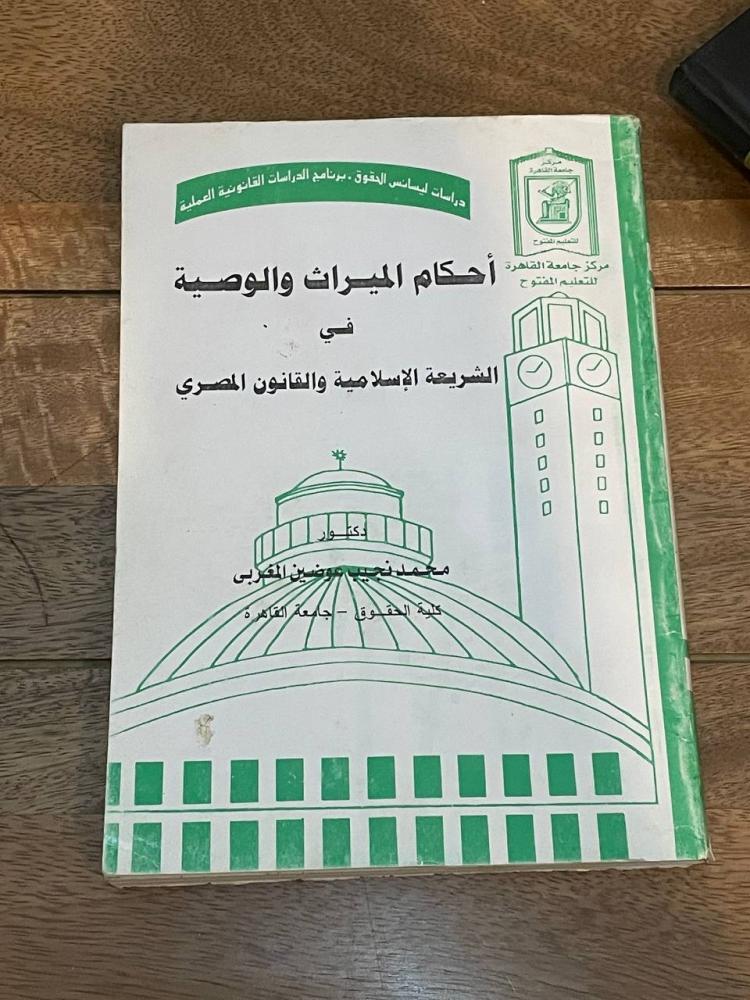 دراسات ليسانس الحقوق - برنامج الدراسات القانونية العملية
مركز
جامعة القاهرة
للتعليم المفتوح
مركز جامعة القاهرة
للتعليم المفتوح
أحكام الميراث والوصية
في
الشريعة الإسلامية والقانون المصري
دكتور
محمد نجيب عوضين المغربى
كلية الحقوق - جامعة القاهرة